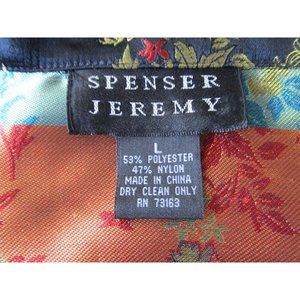 SPENSER
JEREMY
L
53% POLYESTER
47% NYLON
MADE IN CHINA
DRY CLEAN ONLY
RN 73163